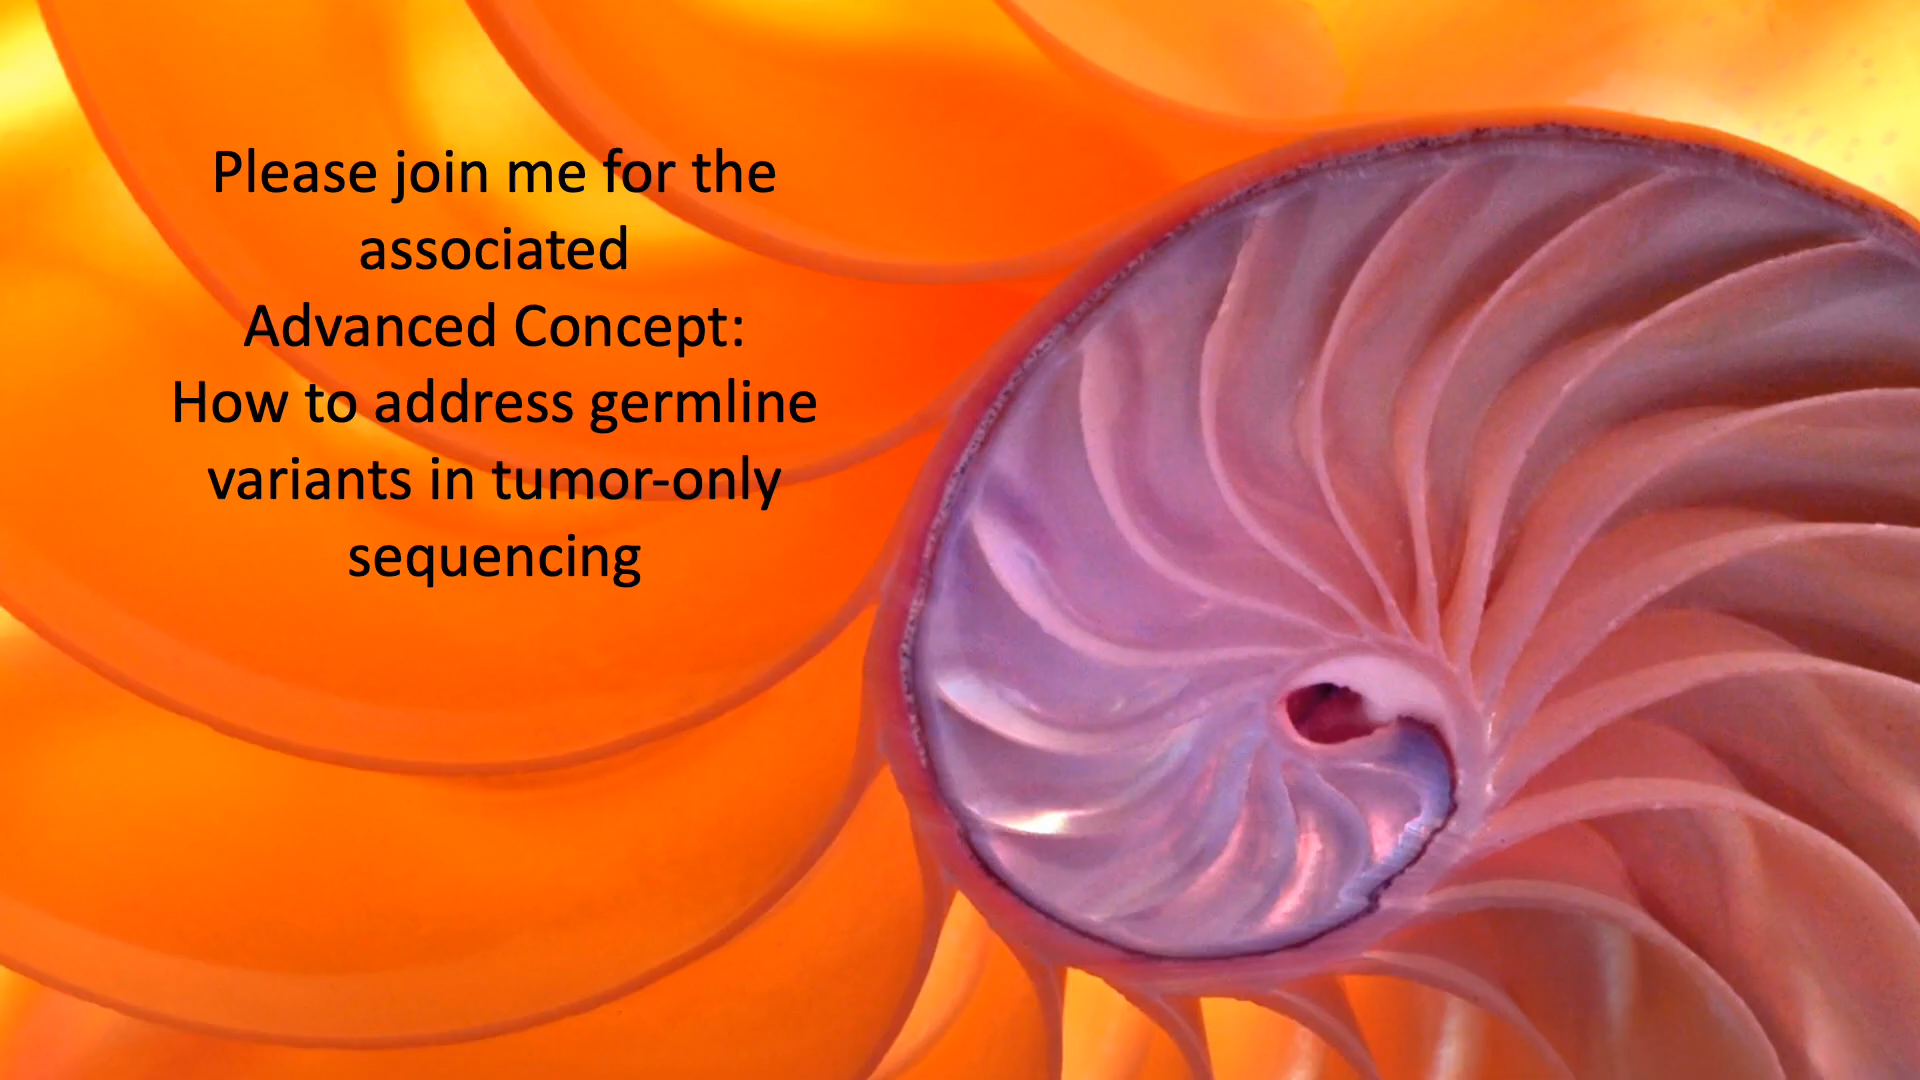 Please join me for the
associated
Advanced Concept:
How to address germline
variants in tumor-only
sequencing